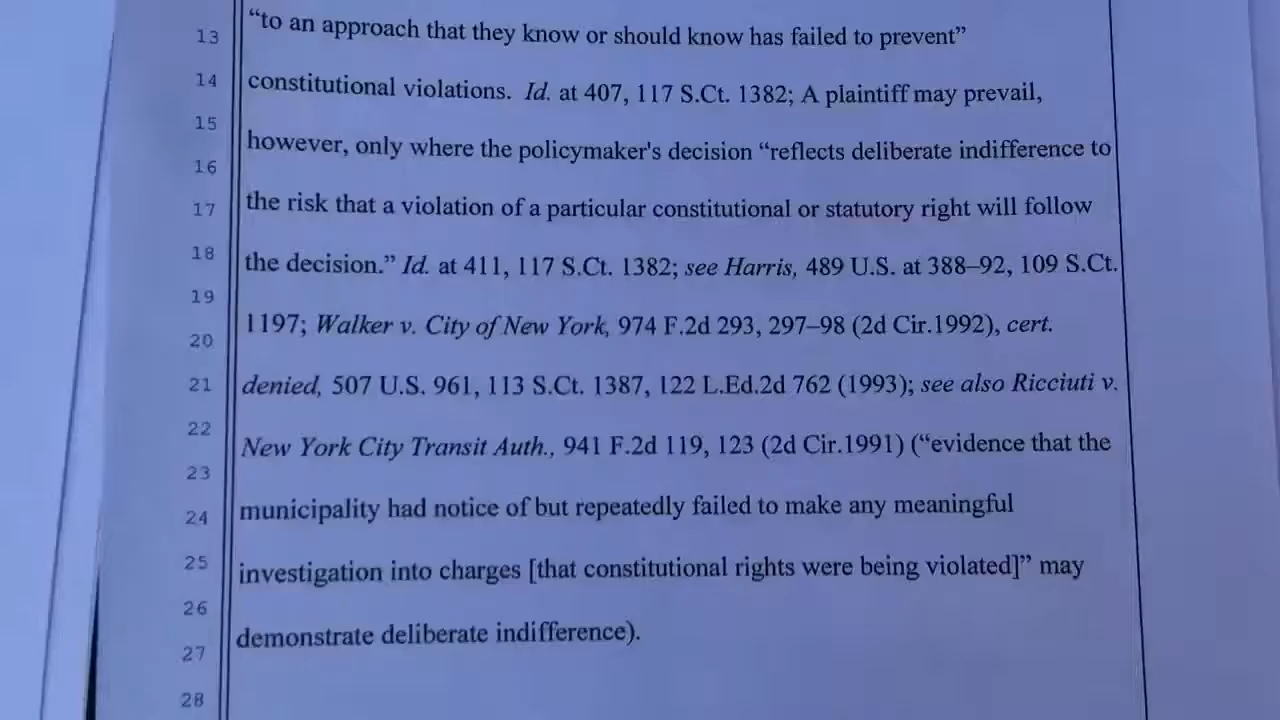 13 “to an approach that they know or should know has failed to prevent”
14 constitutional violations. Id. at 407, 117 S.Ct. 1382; A plaintiff may prevail,
15
however, only where the policymaker's decision “reflects deliberate indifference to
16
17 the risk that a violation of a particular constitutional or statutory right will follow
18 the decision.” Id. at 411, 117 S.Ct. 1382; see Harris, 489 U.S. at 388–92, 109 S.Ct.
19
1197; Walker v. City of New York, 974 F.2d 293, 297–98 (2d Cir.1992), cert.
20
21 denied, 507 U.S. 961, 113 S.Ct. 1387, 122 L.Ed.2d 762 (1993); see also Ricciuti v.
22
New York City Transit Auth., 941 F.2d 119, 123 (2d Cir.1991) (“evidence that the
23
24 municipality had notice of but repeatedly failed to make any meaningful
25 investigation into charges [that constitutional rights were being violated]” may
26
demonstrate deliberate indifference).
27
28